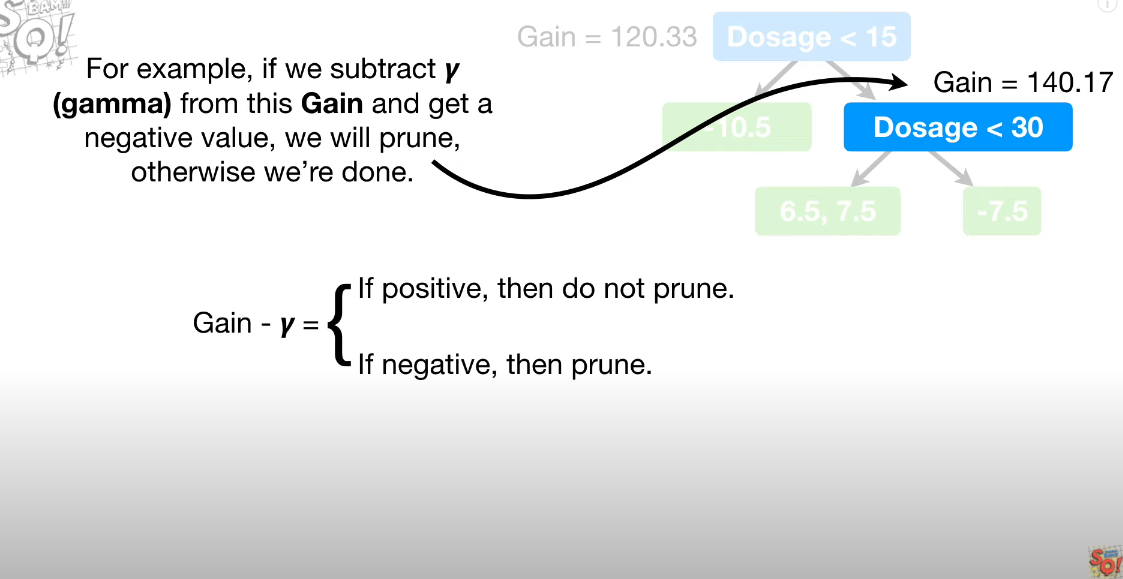 BAM!!
SQ!
Gain = 120.33
Dosage < 15
For example, if we subtract γ
(gamma) from this Gain and get a
negative value, we will prune,
otherwise we’re done.
Gain = 140.17
-10.5
Dosage < 30
6.5, 7.5
-7.5
Gain - γ =
If positive, then do not prune.
If negative, then prune.
SQ!